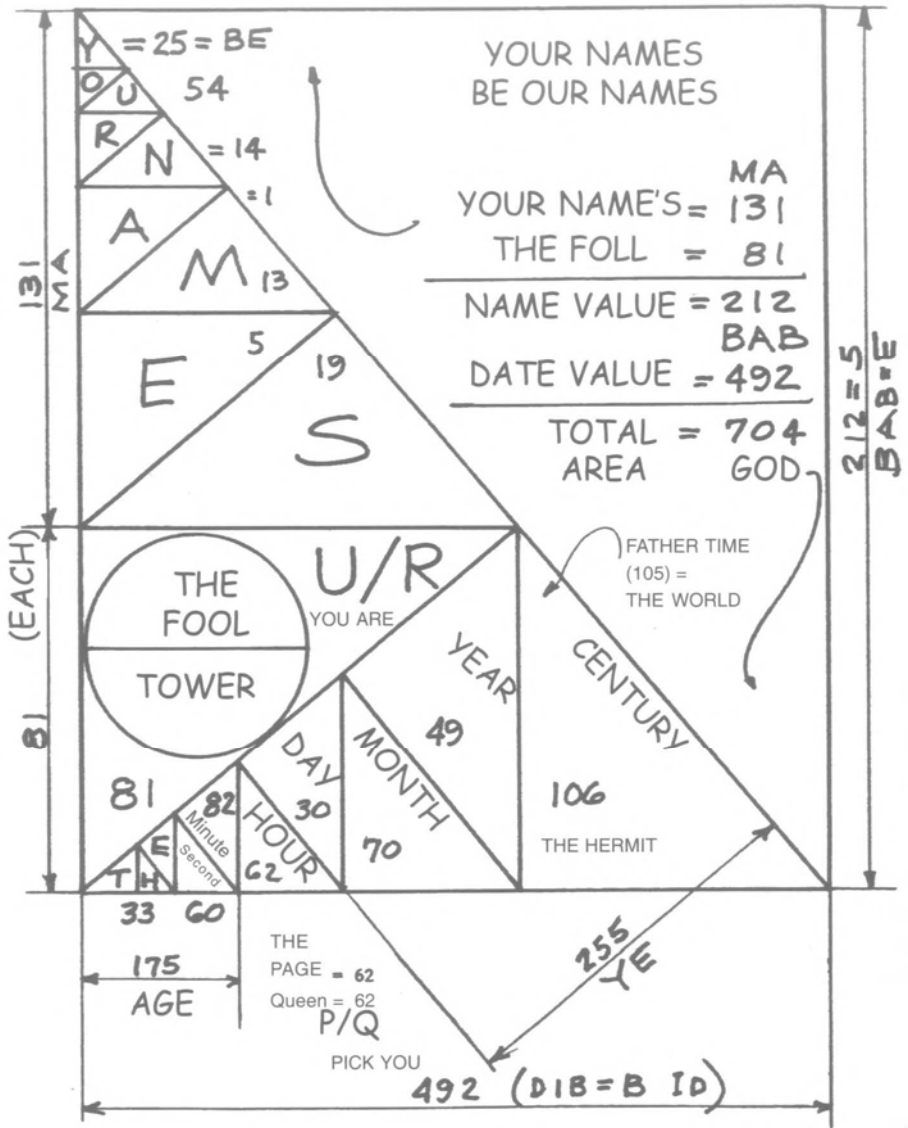 Y = 25 = BE
O U 54
R N = 14
= 1
A M 13
E 5
19 S
131
MA
YOUR NAMES
BE OUR NAMES
MA
YOUR NAME'S = 131
THE FOLL = 81
NAME VALUE = 212
BAB
DATE VALUE = 492
TOTAL = 704
AREA GOD
212 = 5
BAB = E
(EACH)
81
THE
FOOL
TOWER
U/R
YOU ARE
FATHER TIME
(105) =
THE WORLD
CENTURY
106
THE HERMIT
YEAR
49
MONTH
70
DAY
30
HOUR
62
82
Minute
Second
81
T H E
33 60
175
AGE
THE
PAGE = 62
Queen = 62
P/Q
PICK YOU
255
YE
492 (DIB = B ID)